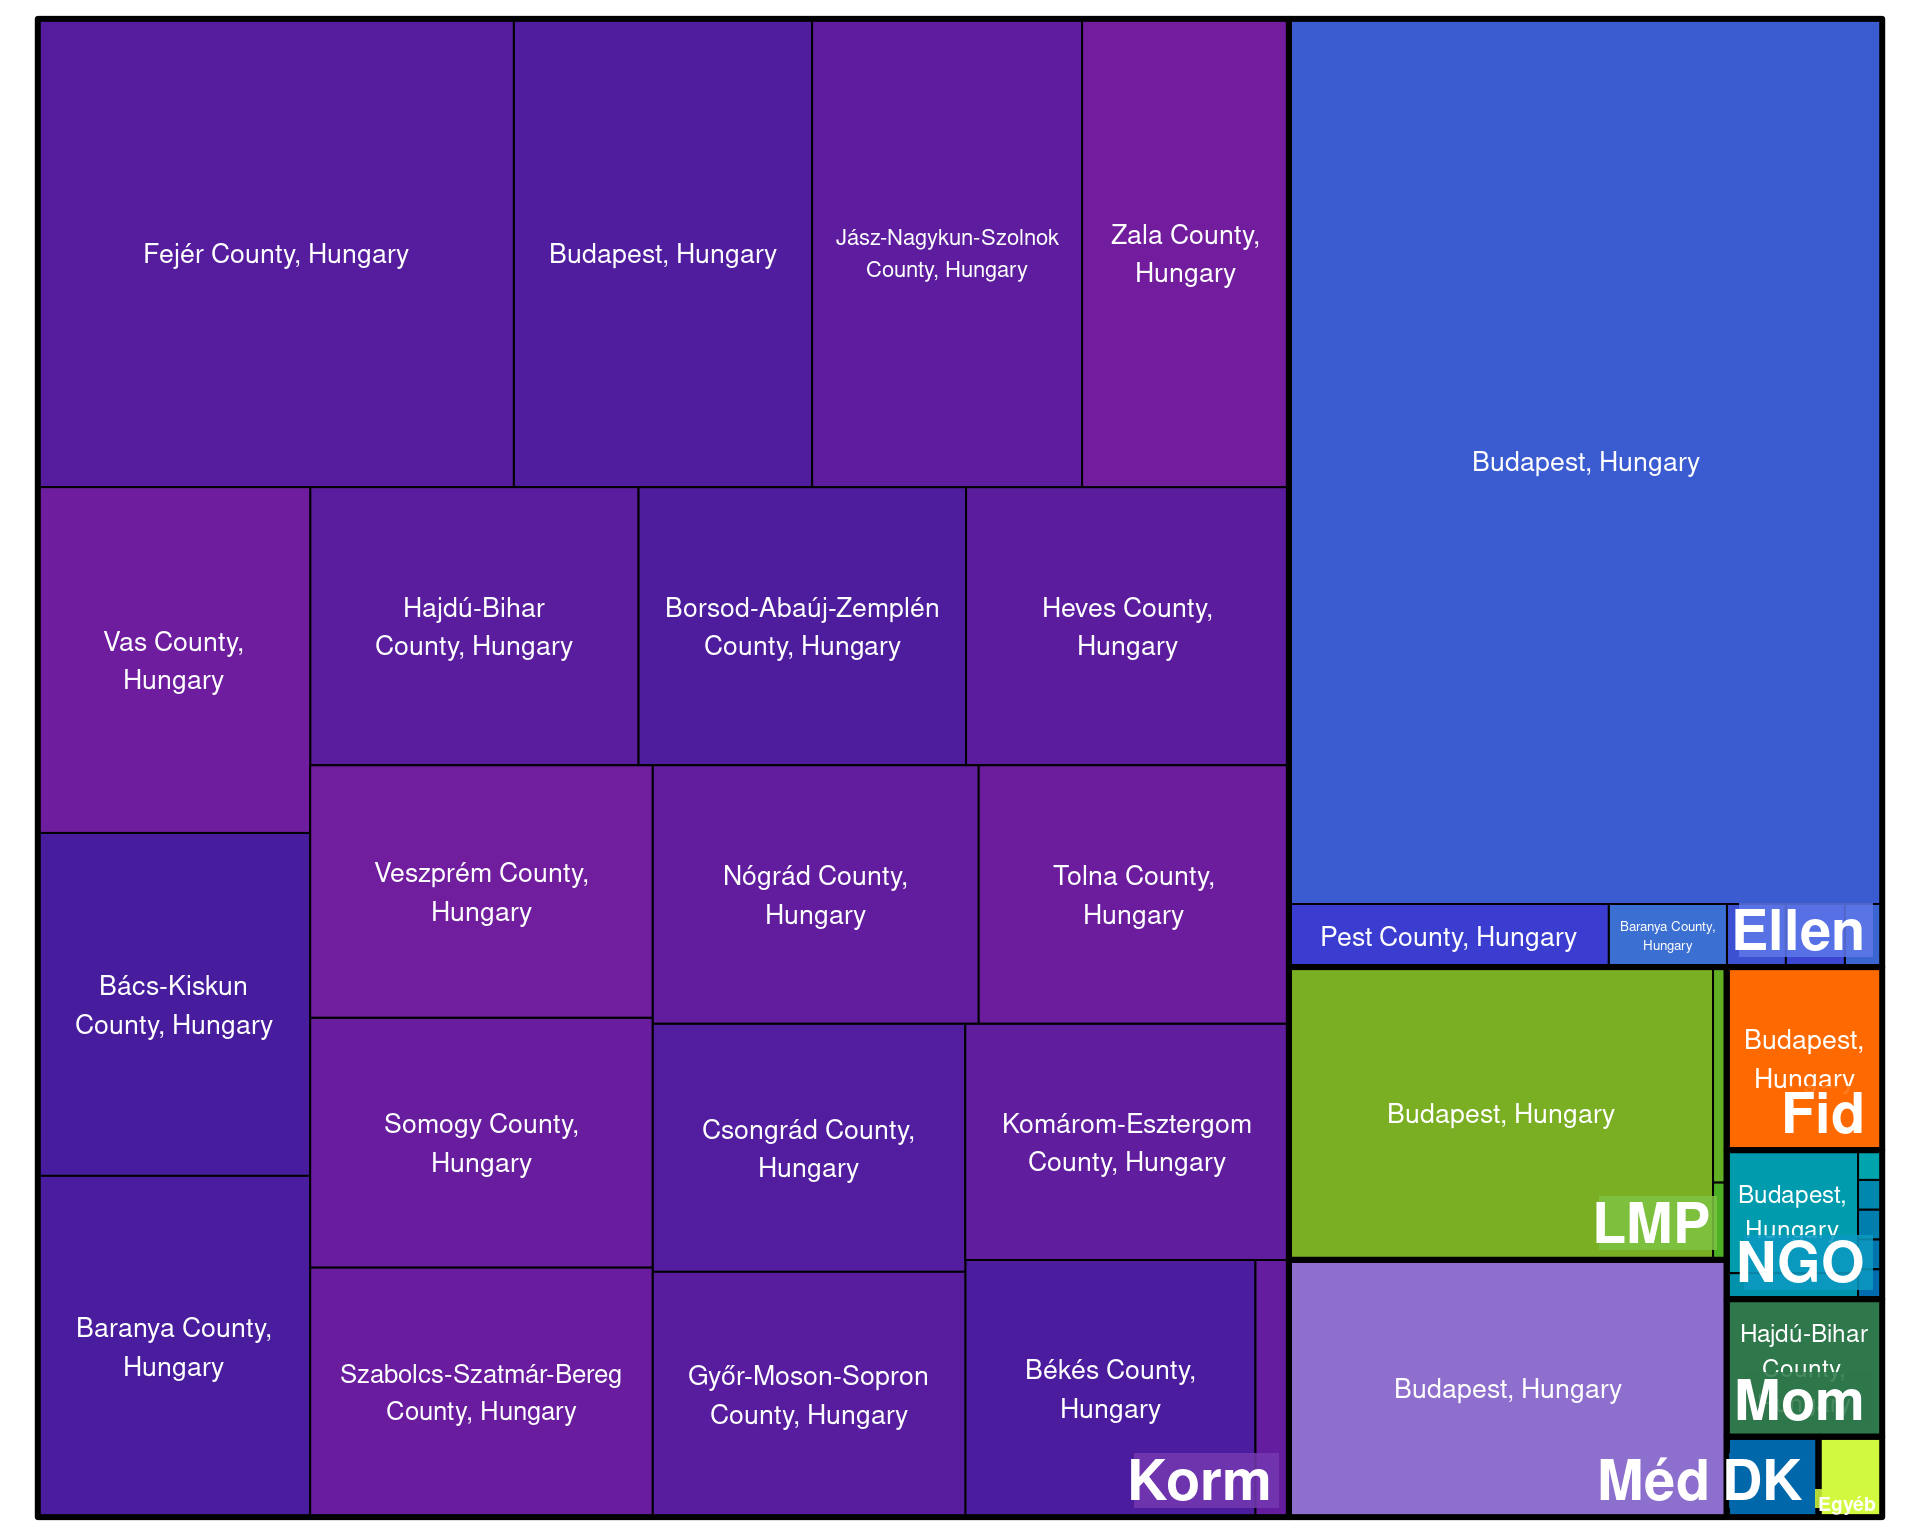 Fejér County, Hungary
Budapest, Hungary
Jász-Nagykun-Szolnok
County, Hungary
Zala County,
Hungary
Budapest, Hungary
Vas County,
Hungary
Hajdú-Bihar
County, Hungary
Borsod-Abaúj-Zemplén
County, Hungary
Heves County,
Hungary
Veszprém County,
Hungary
Nógrád County,
Hungary
Tolna County,
Hungary
Bács-Kiskun
County, Hungary
Somogy County,
Hungary
Csongrád County,
Hungary
Komárom-Esztergom
County, Hungary
Baranya County,
Hungary
Szabolcs-Szatmár-Bereg
County, Hungary
Győr-Moson-Sopron
County, Hungary
Békés County,
Hungary
Korm
Pest County, Hungary
Baranya County,
Hungary
Ellen
Budapest, Hungary
LMP
Budapest,
Hungary
Fid
Budapest,
Hungary
NGO
Hajdú-Bihar
County,
Mom
Budapest, Hungary
Méd
DK
Egyéb